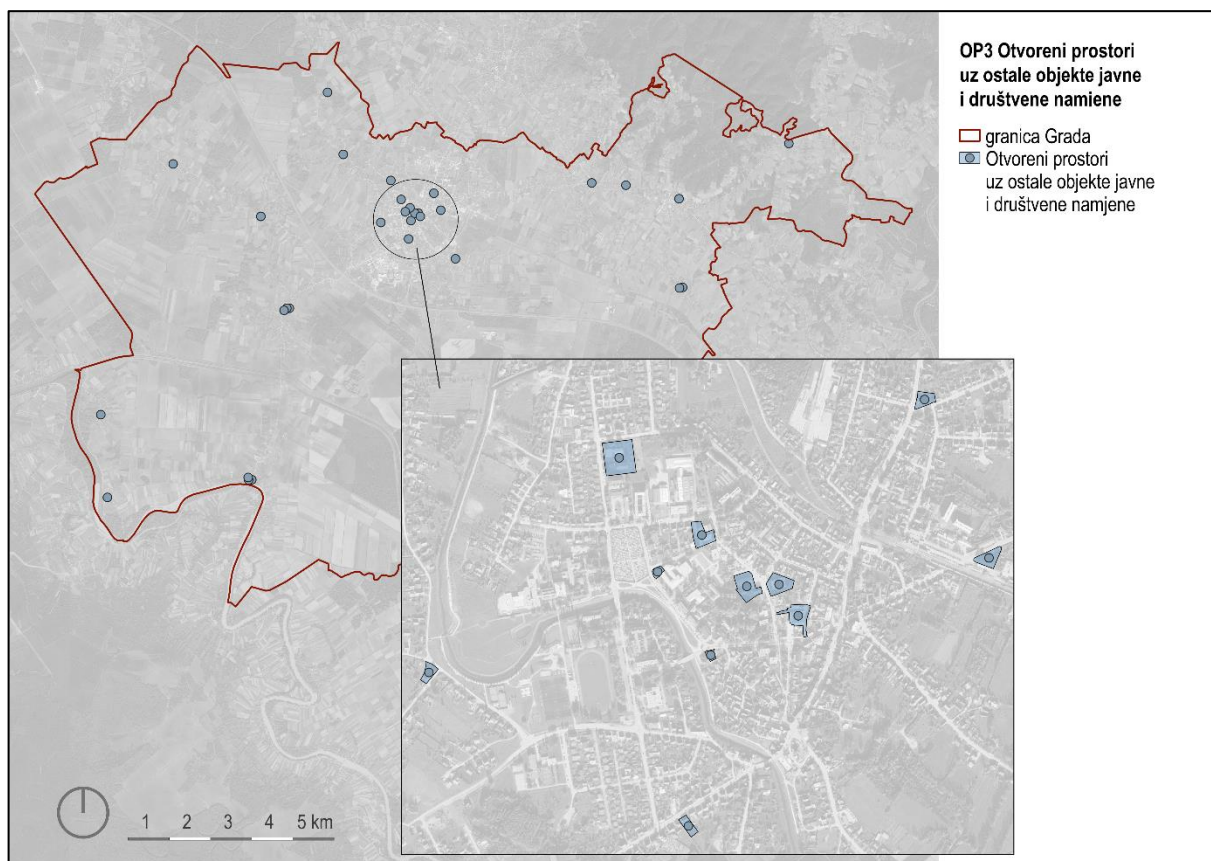 OP3 Otvoreni prostori
uz ostale objekte javne
i društvene namiene
granica Grada
Otvoreni prostori
uz ostale objekte javne
i društvene namjene
1 2 3 4 5 km